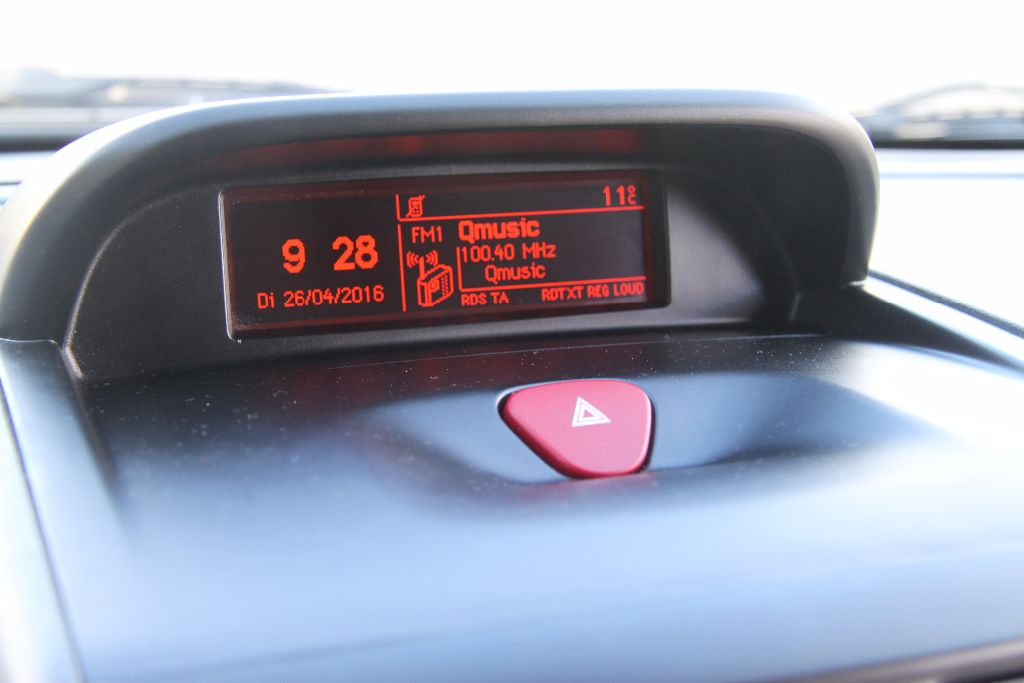 9 28
Di 26/04/2016
11°C
FM1 Qmusic
100.40 MHz
Qmusic
RDS TA RDTXT REG LOUD